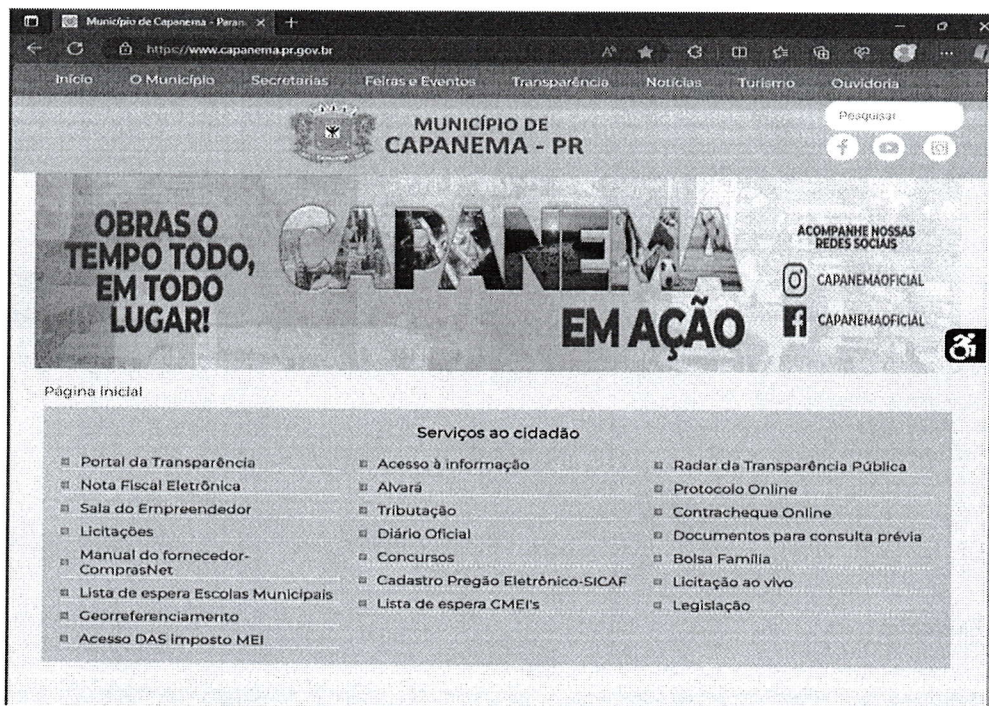 Município de Capanema - Paran
https://www.capanema.pr.gov.br
Início O Município Secretarias Feiras e Eventos Transparência Notícias Turismo Ouvidoria
Pesquisar
MUNICÍPIO DE
CAPANEMA - PR
OBRAS O
TEMPO TODO,
EM TODO
LUGAR!
CAPANEMA
EM AÇÃO
ACOMPANHE NOSSAS
REDES SOCIAIS
CAPANEMAOFICIAL
CAPANEMAOFICIAL
Página inicial
Serviços ao cidadão
Portal da Transparência
Nota Fiscal Eletrônica
Sala do Empreendedor
Licitações
Manual do fornecedor-
ComprasNet
Lista de espera Escolas Municipais
Georreferenciamento
Acesso DAS imposto MEI
Acesso à informação
Alvará
Tributação
Diário Oficial
Concursos
Cadastro Pregão Eletrônico-SICAF
Lista de espera CMEI's
Radar da Transparência Pública
Protocolo Online
Contracheque Online
Documentos para consulta prévia
Bolsa Família
Licitação ao vivo
Legislação